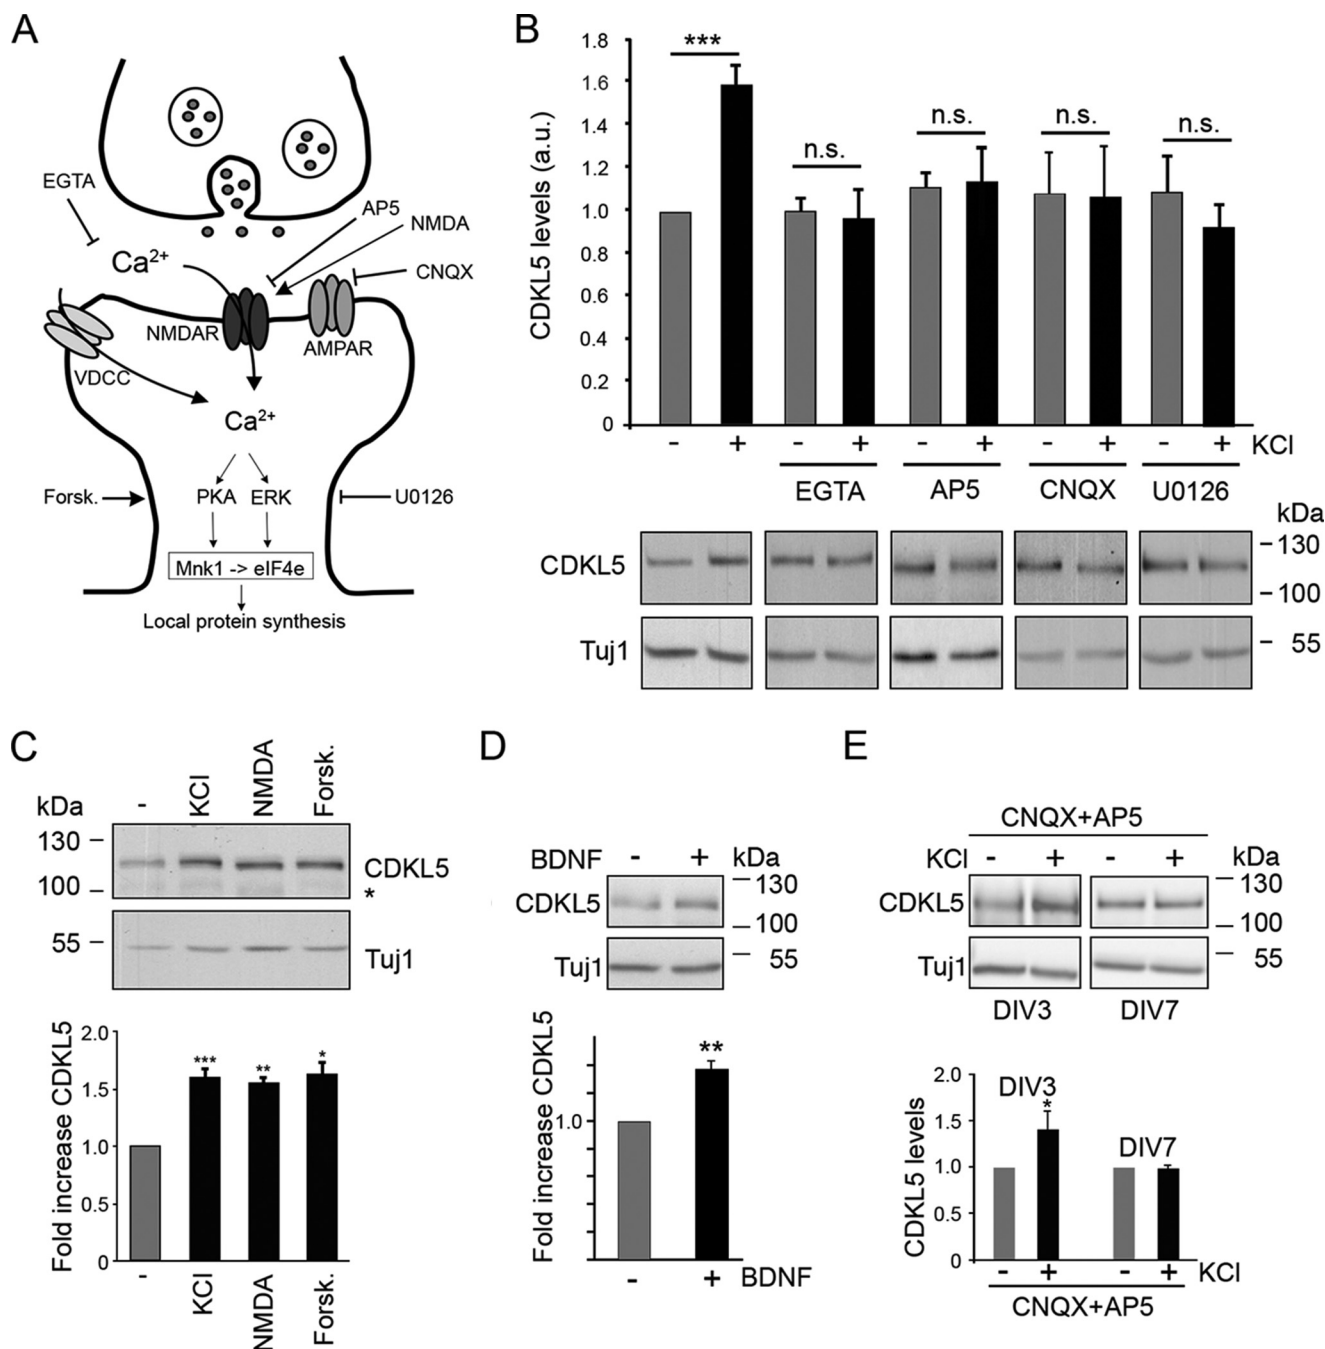 A
EGTA
Ca2+
AP5
NMDA
CNQX
NMDAR
AMPAR
VDCC
Ca2+
Forsk.
PKA ERK
U0126
Mnk1 -> eIF4e
Local protein synthesis
B
CDKL5 levels (a.u.)
1.8
1.6
1.4
1.2
1.0
0.8
0.6
0.4
0.2
0
*** n.s. n.s. n.s. n.s.
- + - + - + - + - + KCl
EGTA AP5 CNQX U0126
kDa
CDKL5
130
100
Tuj1
55
C
- KCl NMDA Forsk.
kDa
130
100
CDKL5
*
55
Tuj1
Fold increase CDKL5
2.0
1.5
1.0
0.5
0
*** ** *
- KCl NMDA Forsk.
D
BDNF - + kDa
CDKL5
130
100
Tuj1
55
Fold increase CDKL5
1.0
**
- + BDNF
E
CNQX+AP5
KCl - + - + kDa
CDKL5
130
100
Tuj1
55
DIV3 DIV7
CDKL5 levels
2.0
1.5
1.0
0.5
0
DIV3
*
DIV7
- + - + KCl
CNQX+AP5